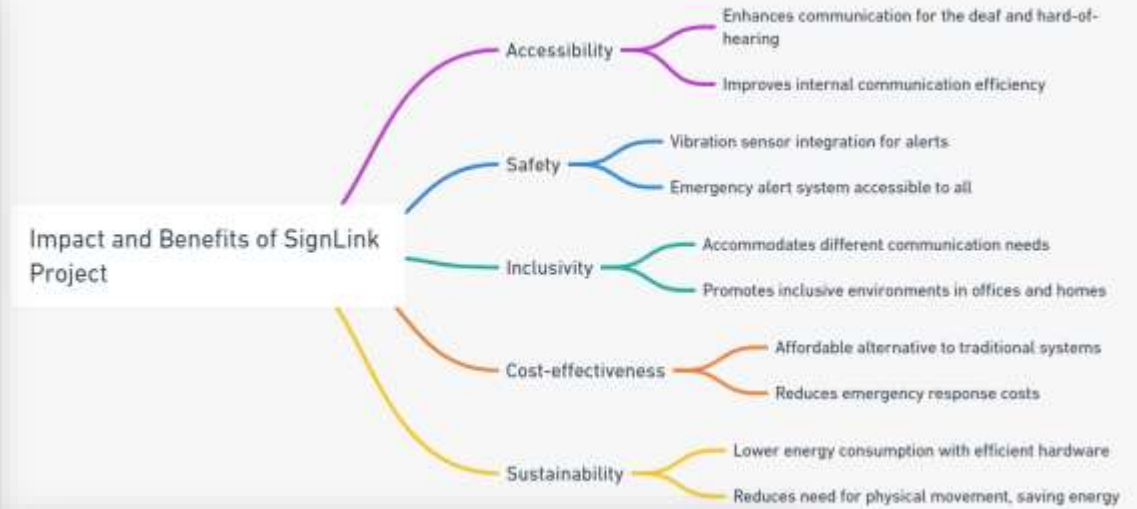 Impact and Benefits of SignLink
Project
Accessibility
Enhances communication for the deaf and hard-of-
hearing
Improves internal communication efficiency
Safety
Vibration sensor integration for alerts
Emergency alert system accessible to all
Inclusivity
Accommodates different communication needs
Promotes inclusive environments in offices and homes
Cost-effectiveness
Affordable alternative to traditional systems
Reduces emergency response costs
Sustainability
Lower energy consumption with efficient hardware
Reduces need for physical movement, saving energy